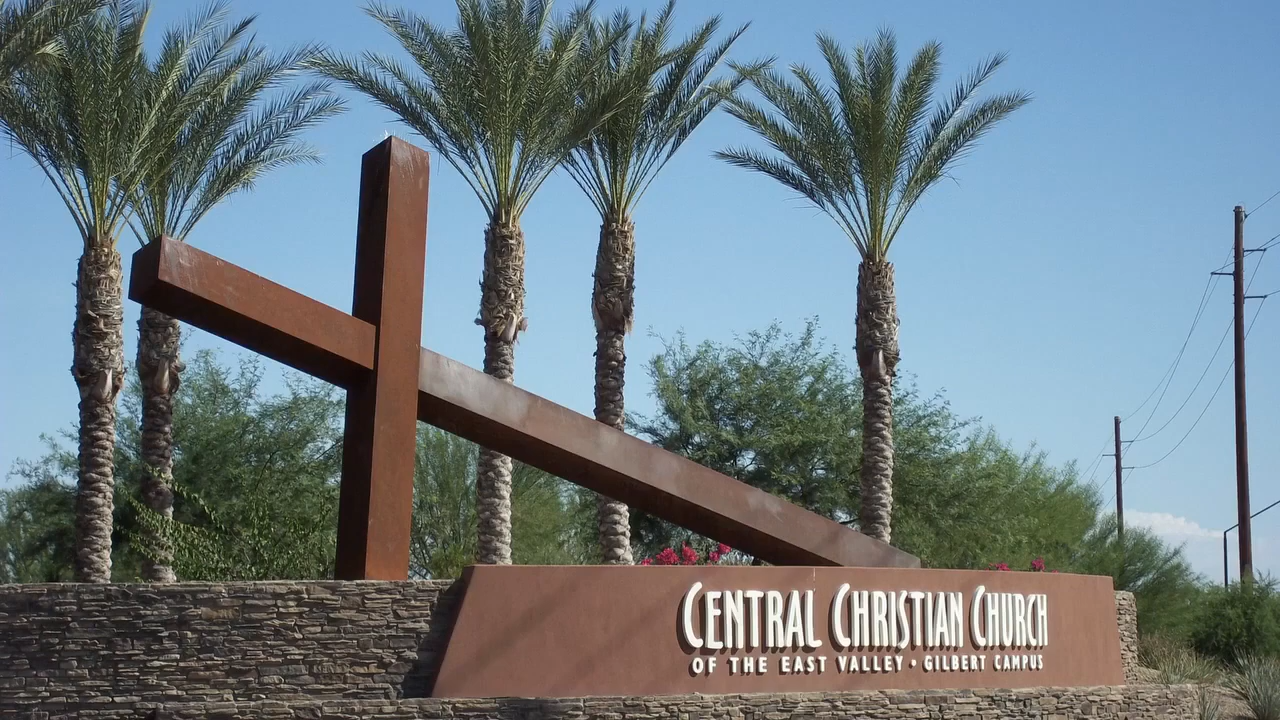 CENTRAL CHRISTIAN CHURCH
OF THE EAST VALLEY • GILBERT CAMPUS